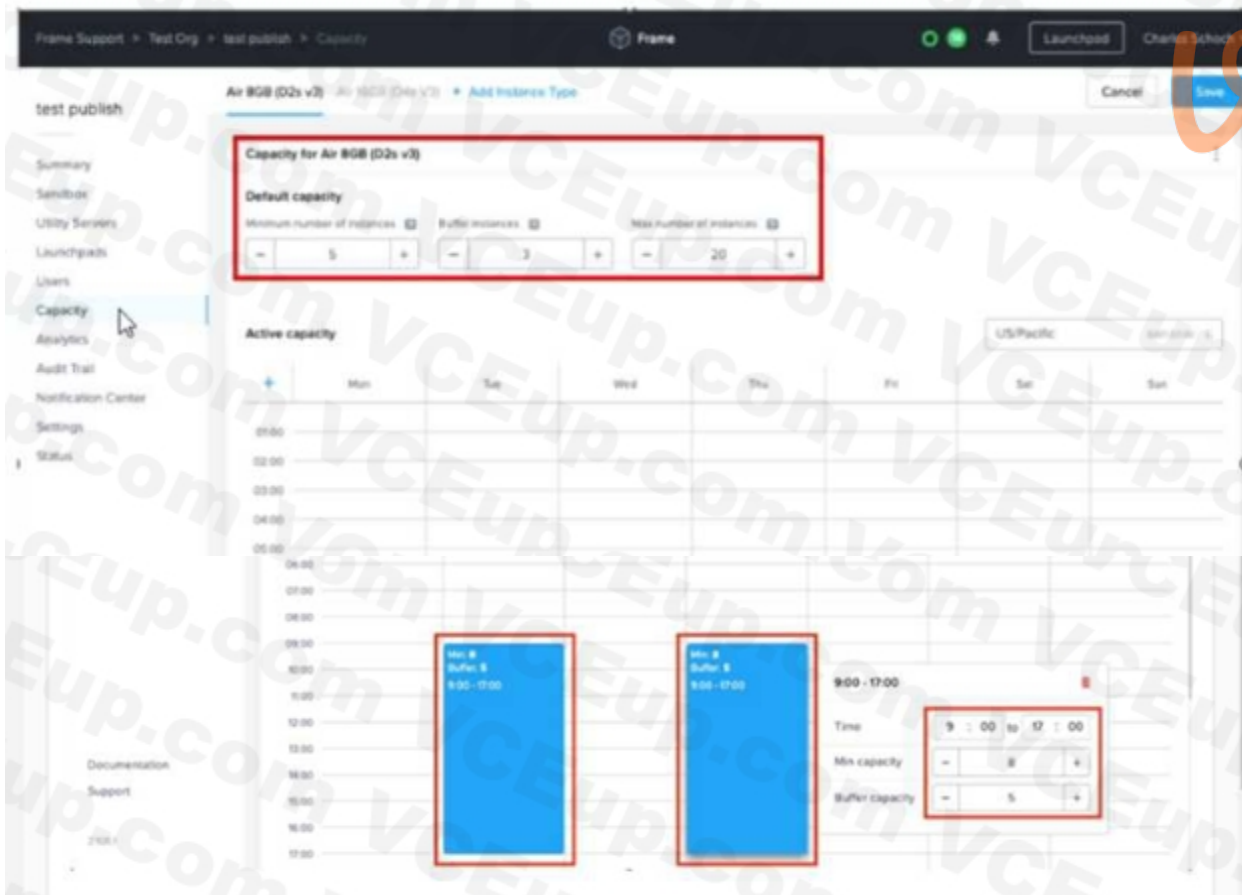 Frame Support > Test Org > test publish > Capacity
Frame
Launchpad
Charles Schoch
test publish
Air 8GB (D2s v3)
+ Add Instance Type
Cancel
Save
Summary
Sandbox
Utility Servers
Launchpads
Users
Capacity
Analytics
Audit Trail
Notification Center
Settings
Status
Capacity for Air 8GB (D2s v3)
Default capacity
Minimum number of instances
Buffer instances
Max number of instances
- 5 +
- 3 +
- 20 +
Active capacity
US/Pacific
+ Mon Tue Wed Thu Fri Sat Sun
01:00
02:00
03:00
04:00
05:00
06:00
07:00
08:00
09:00
10:00
11:00
12:00
13:00
14:00
15:00
16:00
17:00
Min: 8
Buffer: 5
9:00 - 17:00
Min: 8
Buffer: 5
9:00 - 17:00
9:00 - 17:00
Time 9 : 00 to 17 : 00
Min capacity - 8 +
Buffer capacity - 5 +
Documentation
Support
VCEup.com